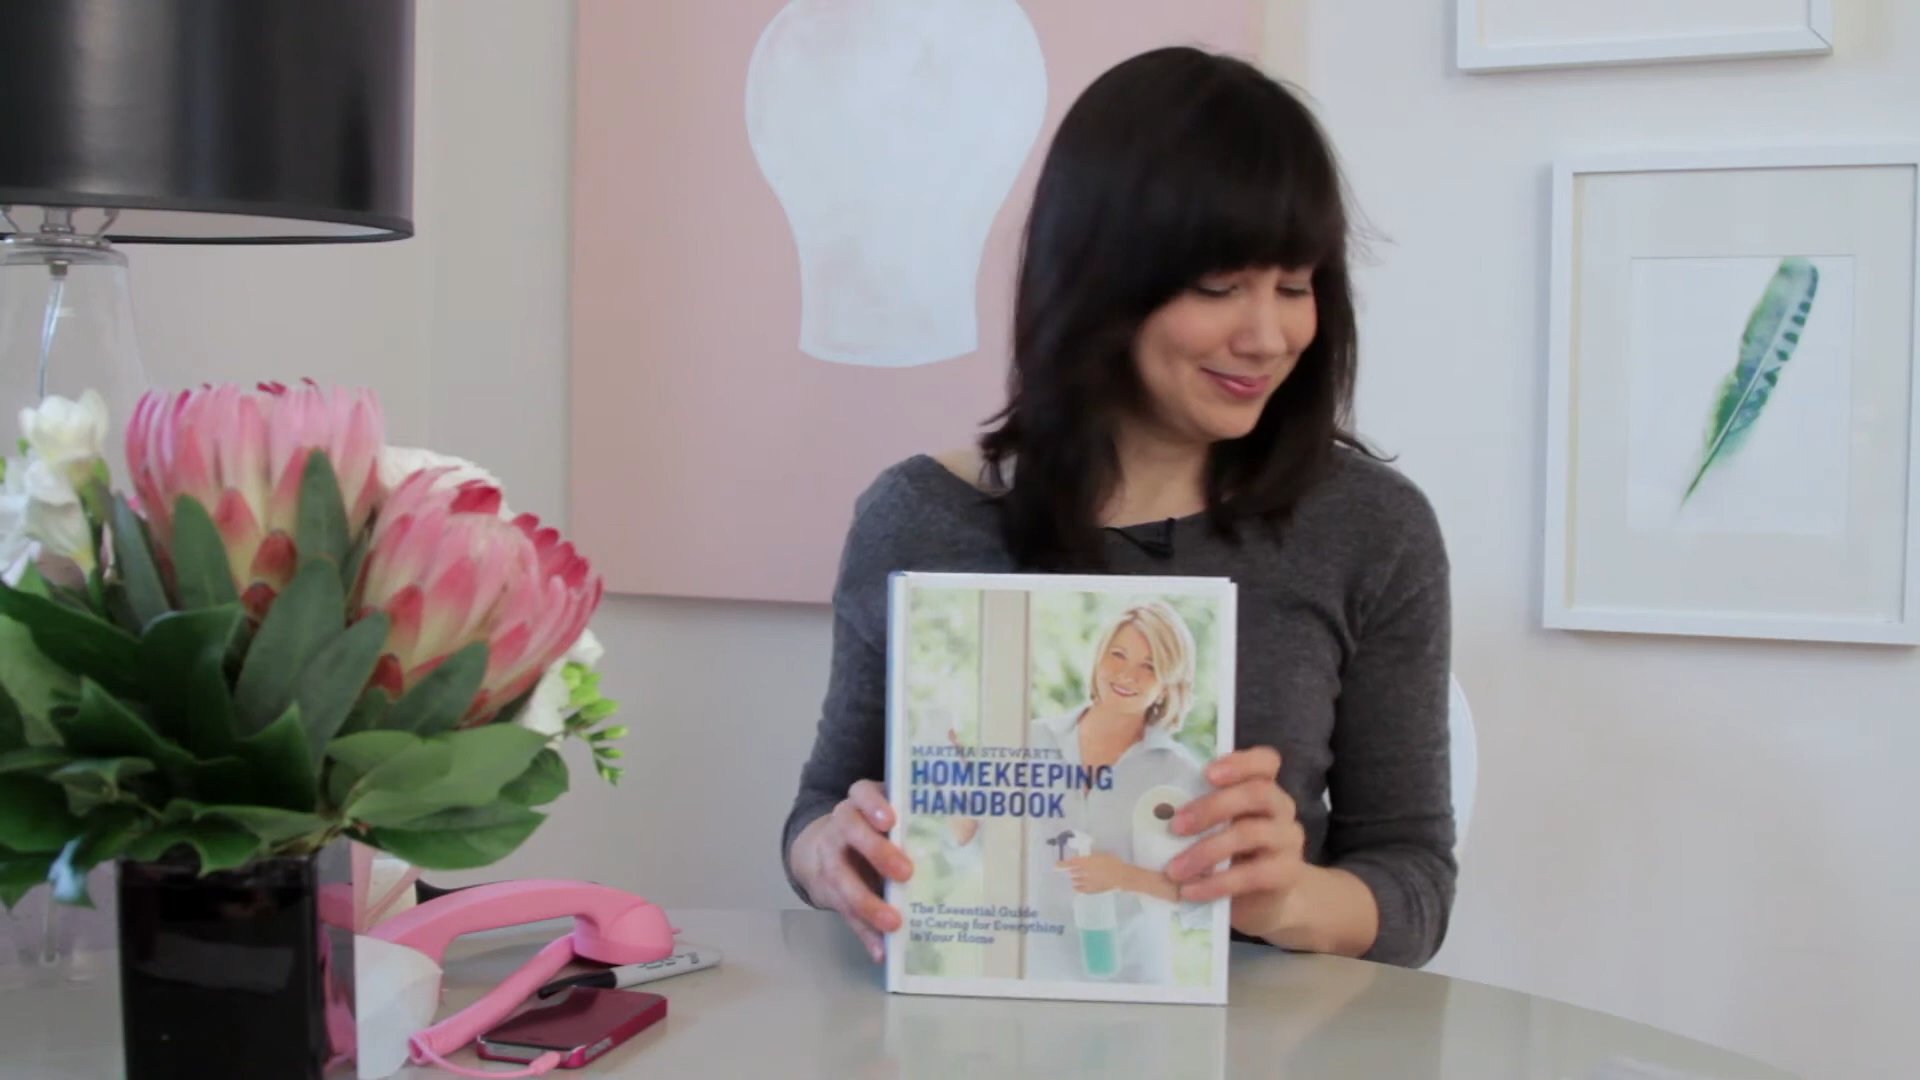 MARTHA STEWART'S
HOMEKEEPING
HANDBOOK
The Essential Guide
to Caring for Everything
in Your Home